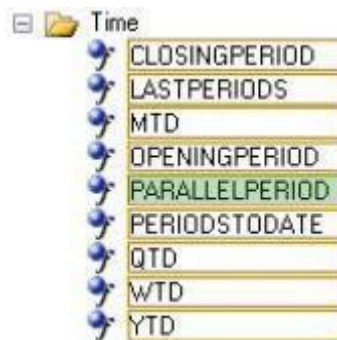 Time
CLOSINGPERIOD
LASTPERIODS
MTD
OPENINGPERIOD
PARALLELPERIOD
PERIODSTODATE
QTD
WTD
YTD